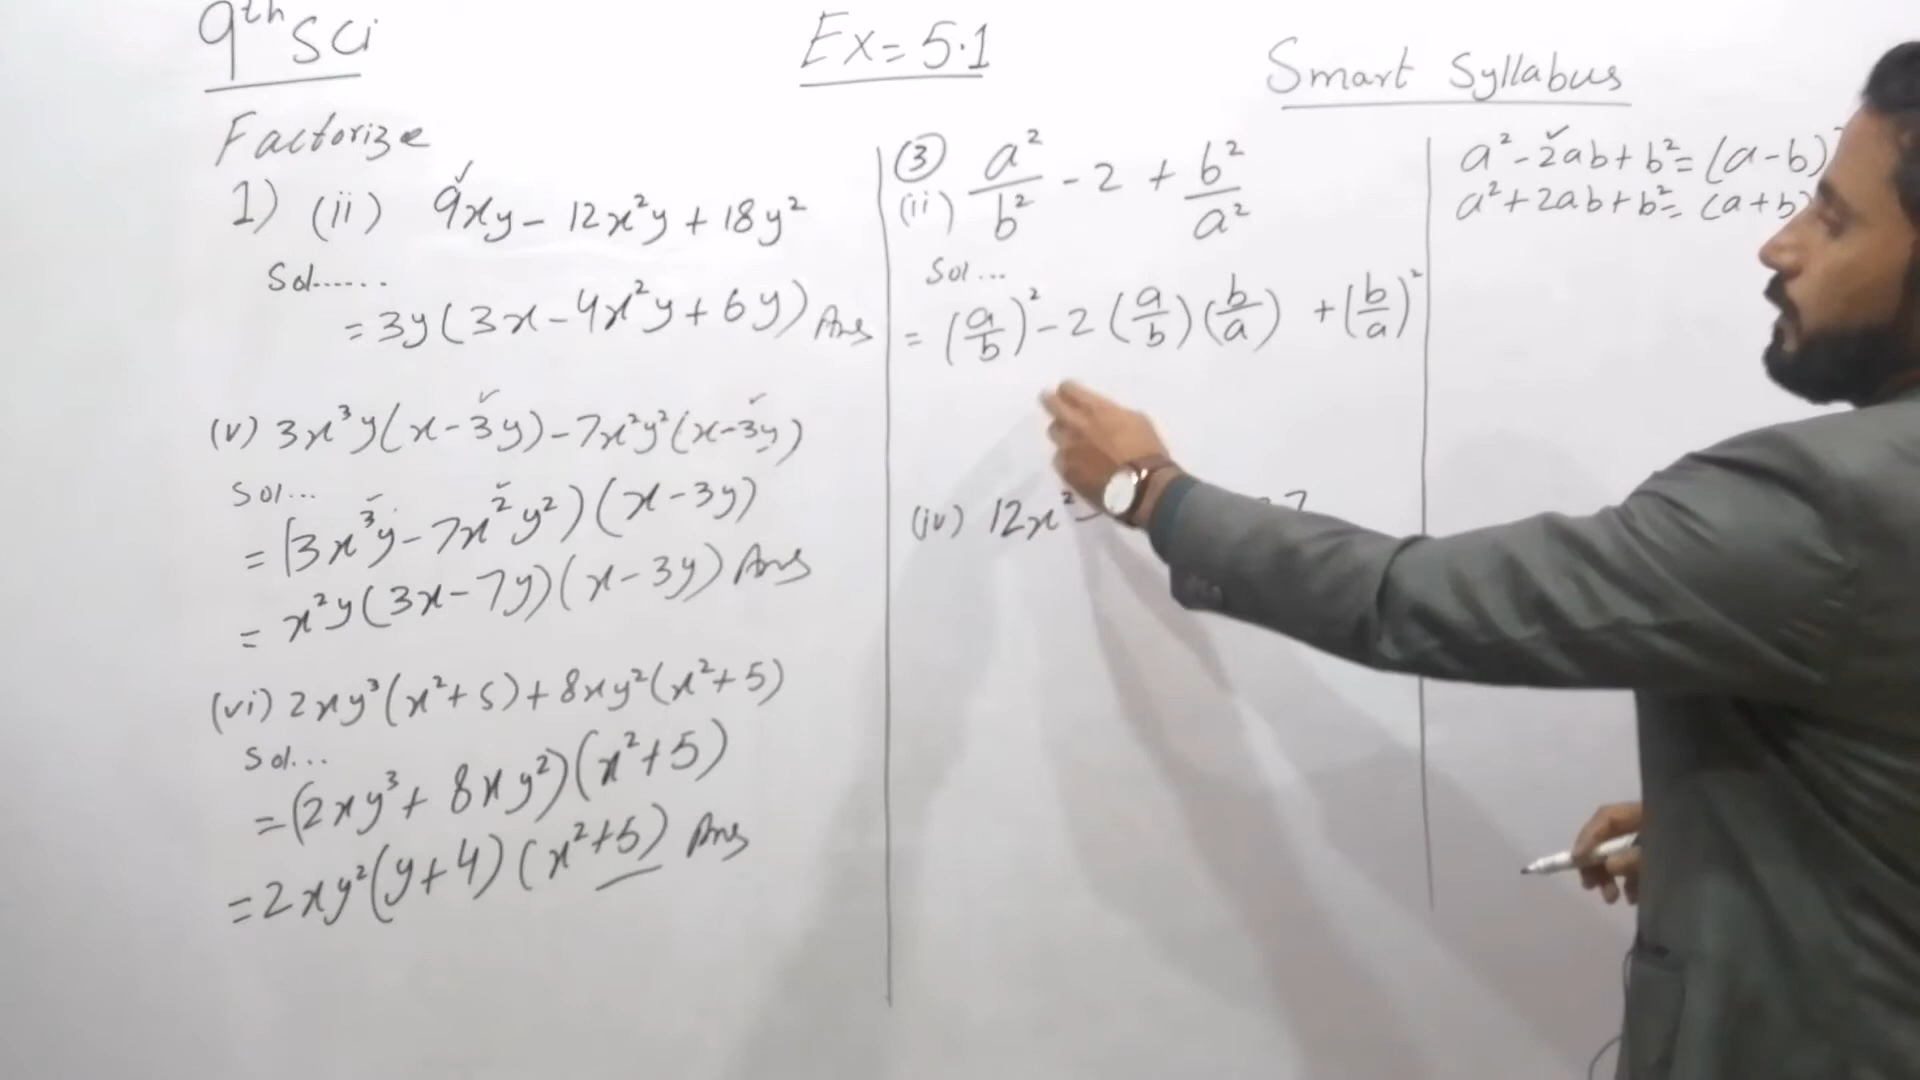 9th Sci
Ex = 5.1
Smart Syllabus
Factorize
1) (ii) 9xy - 12x²y + 18y²
Sol......
= 3y(3x - 4x²y + 6y) Ans
(v) 3x³y(x - 3y) - 7x²y²(x - 3y)
Sol...
= (3x³y - 7x²y²)(x - 3y)
= x²y(3x - 7y)(x - 3y) Ans
(vi) 2xy³(x² + 5) + 8xy²(x² + 5)
Sol...
= (2xy³ + 8xy²)(x² + 5)
= 2xy²(y + 4)(x² + 5) Ans
③ (ii) a²/b² - 2 + b²/a²
Sol...
= (a/b)² - 2(a/b)(b/a) + (b/a)²
(iv) 12x² -
a² - 2ab + b² = (a - b)
a² + 2ab + b² = (a + b)